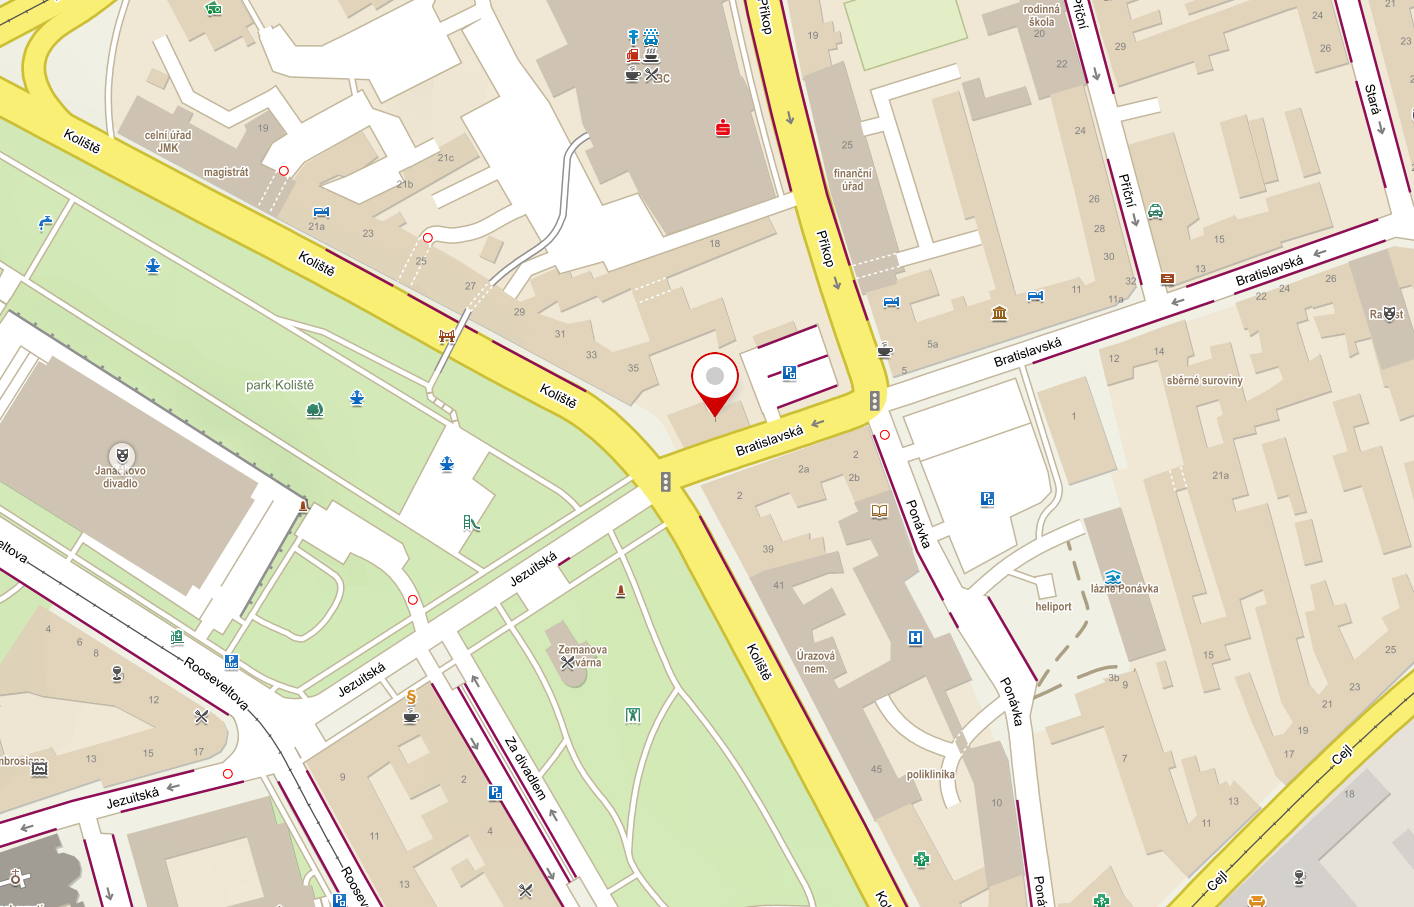 Příkop
rodinná
škola
20
Příční
24
21
26
29
19
22
Stará
BC
Koliště
celní úřad
JMK
19
magistrát
21c
21b
25
finanční
úřad
24
26
28
30
32
Příční
21a
23
25
27
29
31
33
35
Koliště
18
Příkop
15
13
Bratislavská
26
24
22
11a
11
5a
5
Bratislavská
12
14
sběrné suroviny
park Koliště
Koliště
Janáčkovo
divadlo
1
Bratislavská
2
2a
2b
2
1
21a
39
41
Ponávka
Jezuitská
heliport
lázně Ponávka
P
P
H
P
BUS
4
6
8
Rooseveltova
Jezuitská
Zemanova
kavárna
Úrazová
nem.
Koliště
Ponávka
3b
9
15
23
21
19
17
12
§
15
13
17
9
2
4
11
13
Za divadlem
P
Jezuitská
45
poliklinika
10
7
13
11
Cejl
18
Cejl
P